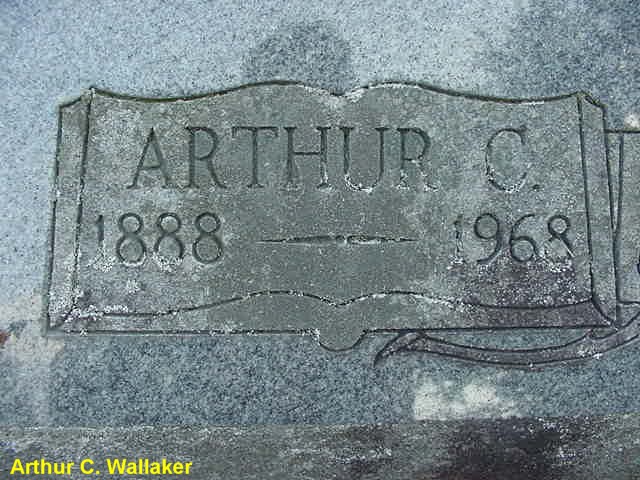 ARTHUR C.
1888 — 1968
Arthur C. Wallaker